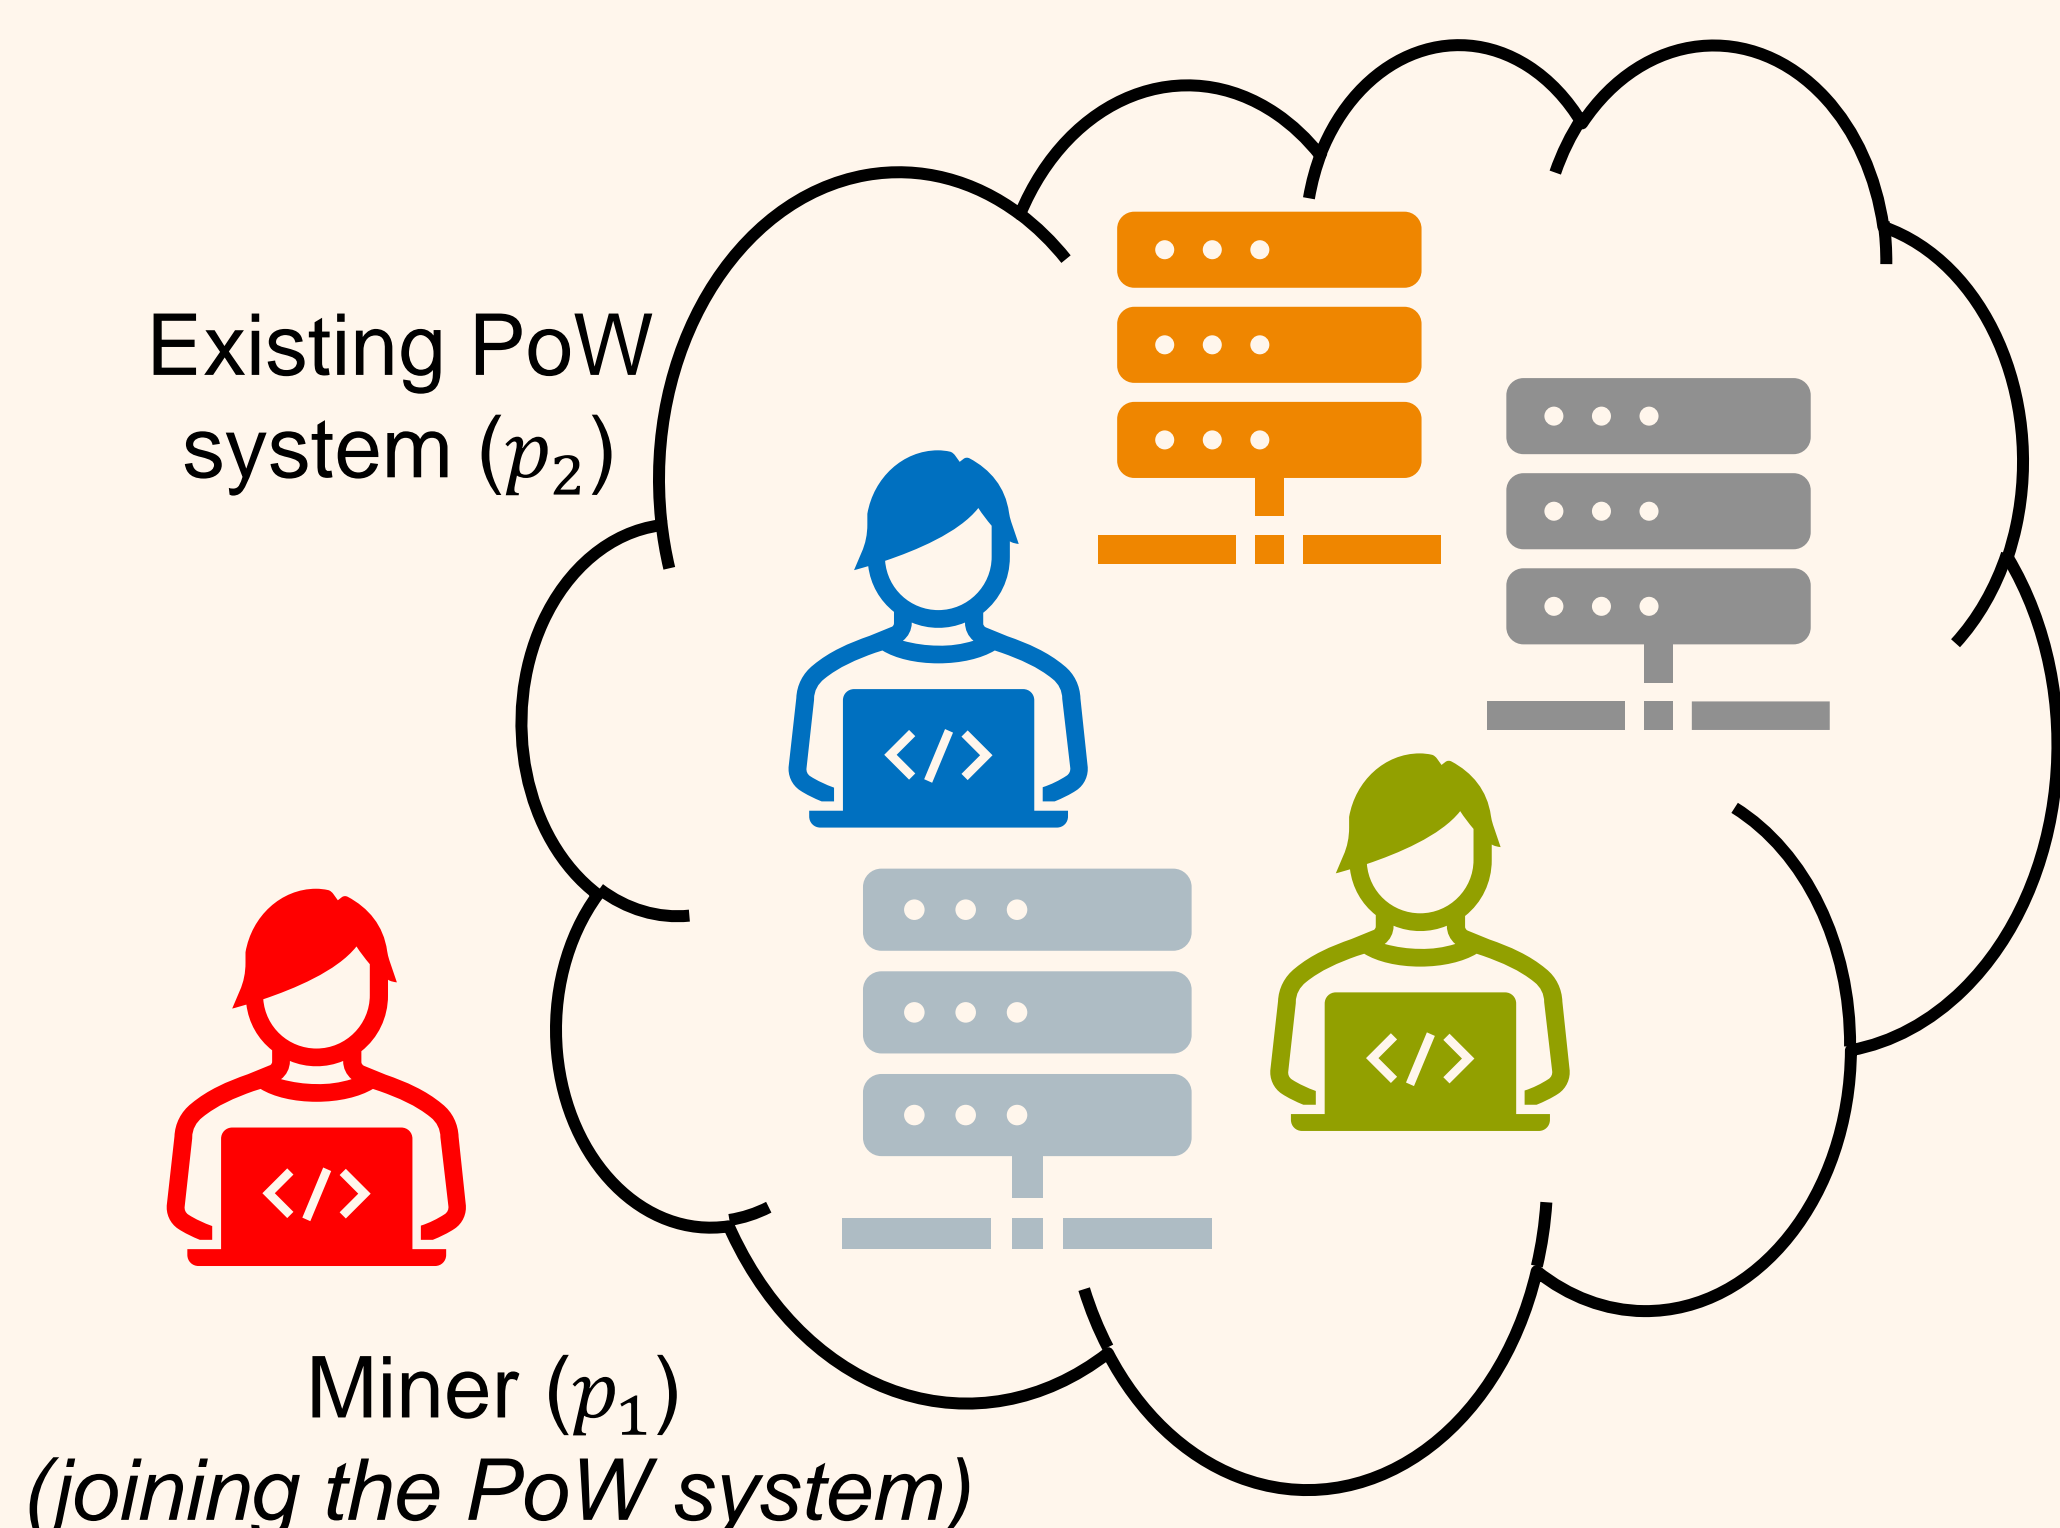 Existing PoW
system (p₂)
</>
</>
</>
Miner (p₁)
(joining the PoW system)